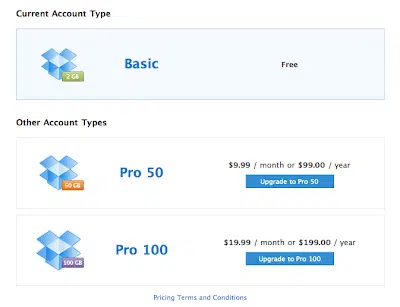 Current Account Type
2 GB
Basic
Free
Other Account Types
50 GB
Pro 50
$9.99 / month or $99.00 / year
Upgrade to Pro 50
100 GB
Pro 100
$19.99 / month or $199.00 / year
Upgrade to Pro 100
Pricing Terms and Conditions